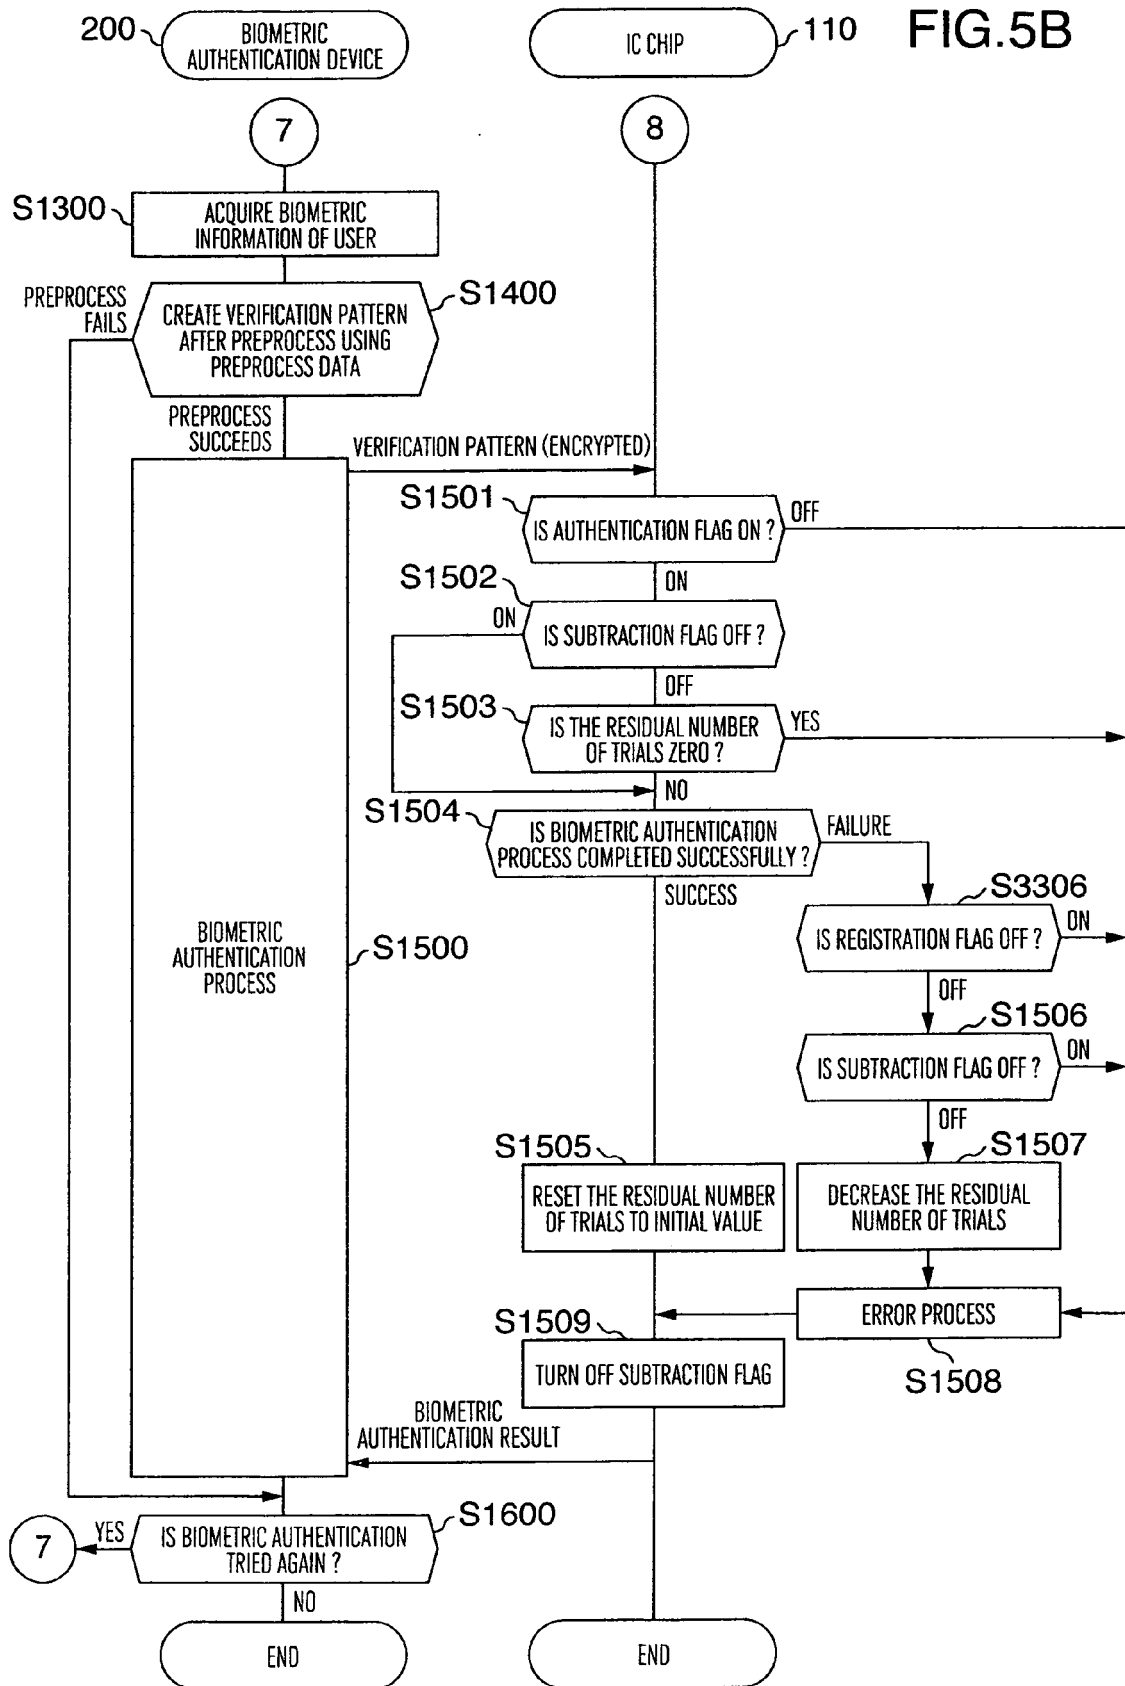 FIG.5B
200
BIOMETRIC
AUTHENTICATION DEVICE
IC CHIP
110
7
8
S1300
ACQUIRE BIOMETRIC
INFORMATION OF USER
PREPROCESS
FAILS
S1400
CREATE VERIFICATION PATTERN
AFTER PREPROCESS USING
PREPROCESS DATA
PREPROCESS
SUCCEEDS
VERIFICATION PATTERN (ENCRYPTED)
S1501
IS AUTHENTICATION FLAG ON ?
OFF
ON
S1502
ON
IS SUBTRACTION FLAG OFF ?
OFF
S1503
IS THE RESIDUAL NUMBER
OF TRIALS ZERO ?
YES
NO
S1504
IS BIOMETRIC AUTHENTICATION
PROCESS COMPLETED SUCCESSFULLY ?
FAILURE
SUCCESS
S3306
IS REGISTRATION FLAG OFF ?
ON
OFF
BIOMETRIC
AUTHENTICATION
PROCESS
S1500
S1506
IS SUBTRACTION FLAG OFF ?
ON
OFF
S1505
RESET THE RESIDUAL NUMBER
OF TRIALS TO INITIAL VALUE
S1507
DECREASE THE RESIDUAL
NUMBER OF TRIALS
ERROR PROCESS
S1508
S1509
TURN OFF SUBTRACTION FLAG
BIOMETRIC
AUTHENTICATION RESULT
S1600
7
YES
IS BIOMETRIC AUTHENTICATION
TRIED AGAIN ?
NO
END
END